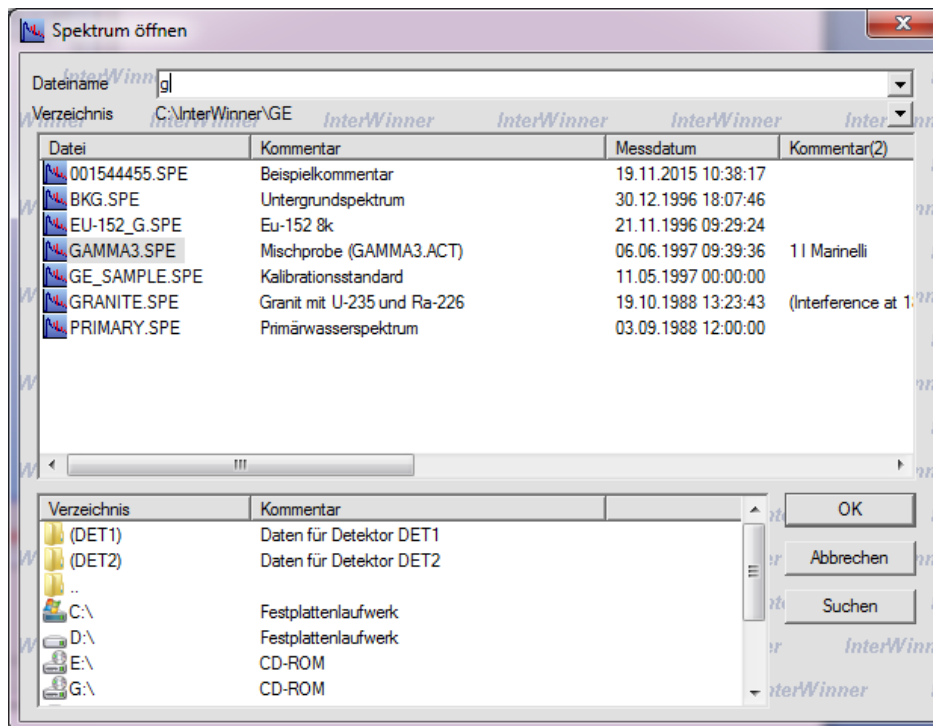 Spektrum öffnen
Dateiname g
Verzeichnis C:\InterWinner\GE
InterWinner InterWinner InterWinner
Datei Kommentar Messdatum Kommentar(2)
001544455.SPE Beispielkommentar 19.11.2015 10:38:17
BKG.SPE Untergrundspektrum 30.12.1996 18:07:46
EU-152_G.SPE Eu-152 8k 21.11.1996 09:29:24
GAMMA3.SPE Mischprobe (GAMMA3.ACT) 06.06.1997 09:39:36 1 l Marinelli
GE_SAMPLE.SPE Kalibrationsstandard 11.05.1997 00:00:00
GRANITE.SPE Granit mit U-235 und Ra-226 19.10.1988 13:23:43 (Interference at
PRIMARY.SPE Primärwasserspektrum 03.09.1988 12:00:00
Verzeichnis Kommentar
(DET1) Daten für Detektor DET1
(DET2) Daten für Detektor DET2
..
C:\ Festplattenlaufwerk
D:\ Festplattenlaufwerk
E:\ CD-ROM
G:\ CD-ROM
OK
Abbrechen
Suchen